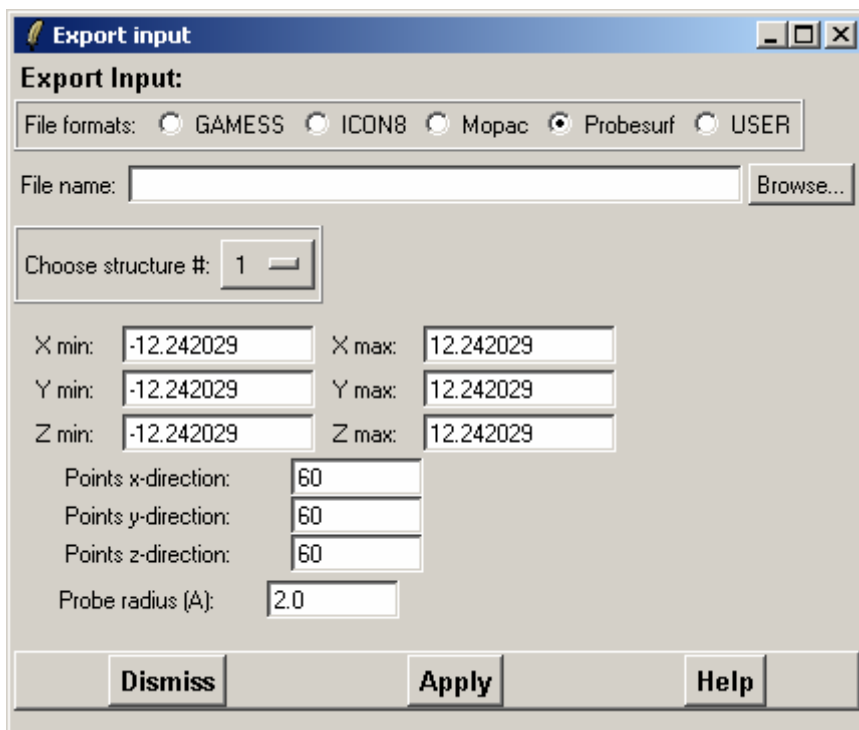 Export input
Export Input:
File formats: GAMESS ICON8 Mopac Probesurf USER
File name: Browse...
Choose structure #: 1
X min: -12.242029 X max: 12.242029
Y min: -12.242029 Y max: 12.242029
Z min: -12.242029 Z max: 12.242029
Points x-direction: 60
Points y-direction: 60
Points z-direction: 60
Probe radius (A): 2.0
Dismiss Apply Help